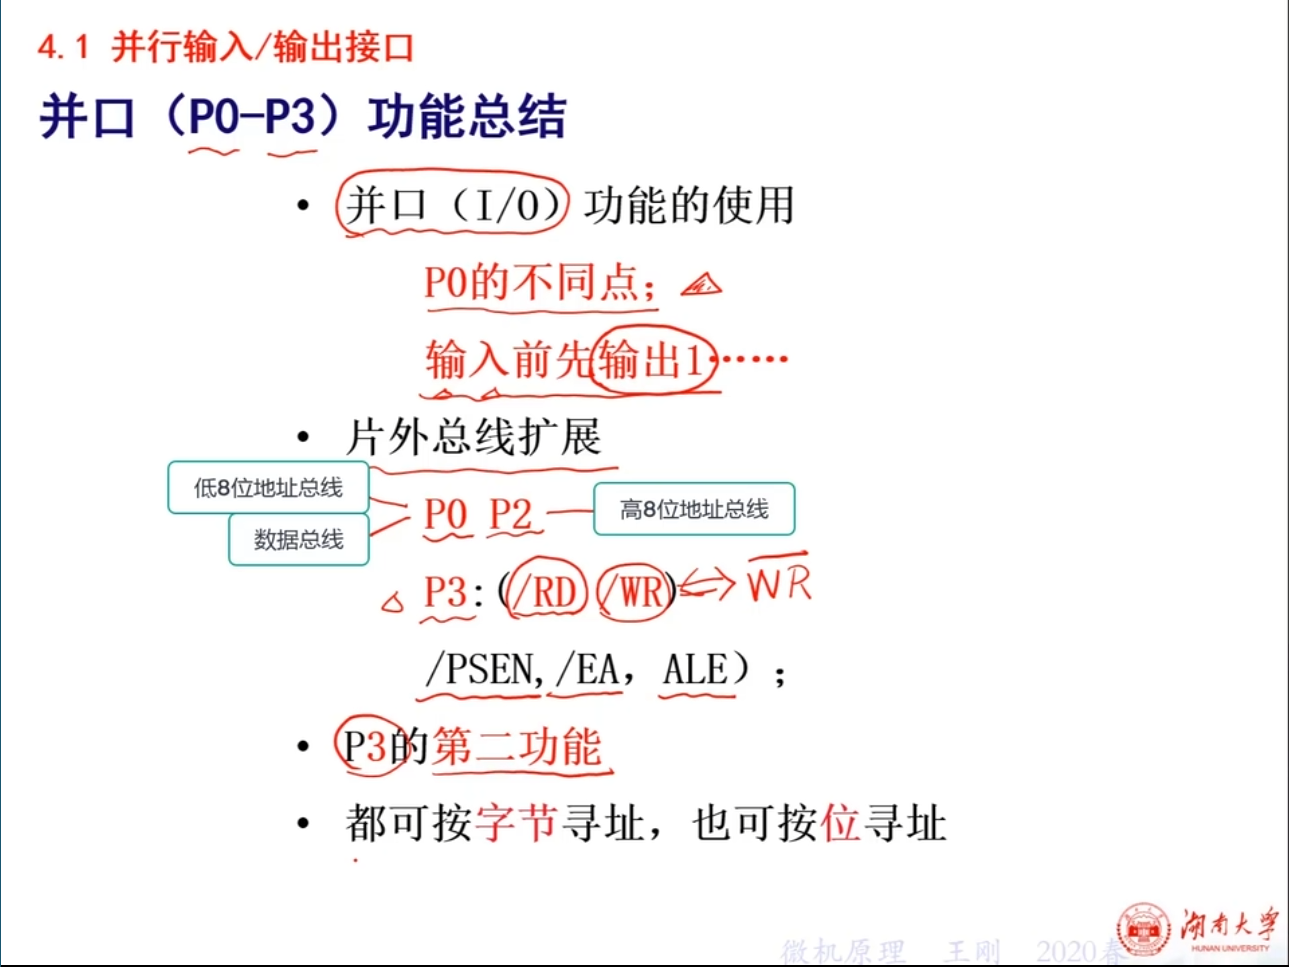 4.1 并行输入/输出接口
并口（P0-P3）功能总结
• 并口（I/O）功能的使用
P0的不同点；
输入前先输出1……
• 片外总线扩展
低8位地址总线
数据总线
P0 P2
高8位地址总线
P3:(/RD /WR) WR
/PSEN,/EA，ALE）；
• P3的第二功能
• 都可按字节寻址，也可按位寻址
湖南大学
HUNAN UNIVERSITY
微机原理 王刚 2020春